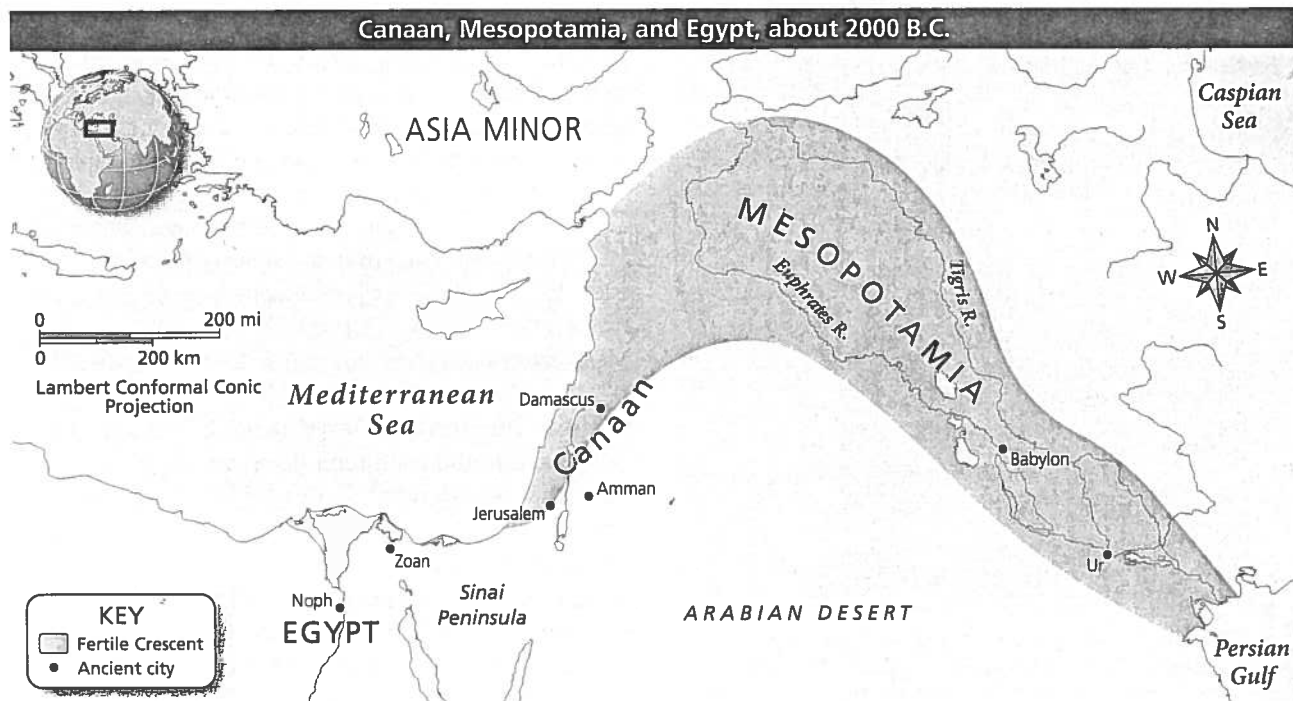 Canaan, Mesopotamia, and Egypt, about 2000 B.C.
ASIA MINOR
Caspian
Sea
MESOPOTAMIA
Tigris R.
Euphrates R.
N
W
E
S
0
200 mi
0
200 km
Lambert Conformal Conic
Projection
Mediterranean
Sea
Damascus
Canaan
Babylon
Amman
Jerusalem
Zoan
Ur
Noph
EGYPT
Sinai
Peninsula
ARABIAN DESERT
Persian
Gulf
KEY
Fertile Crescent
Ancient city